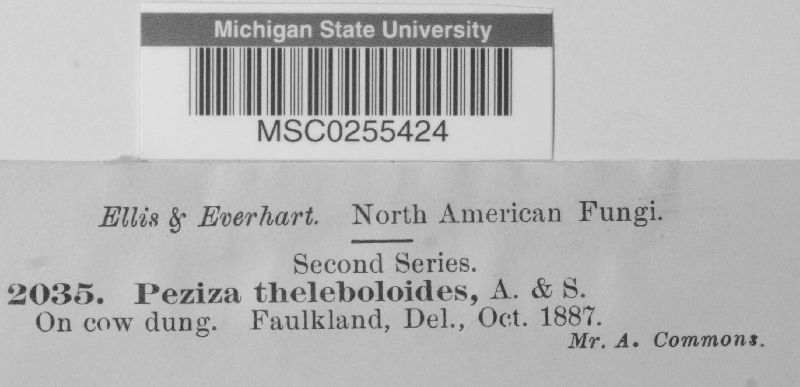 Michigan State University
MSC0255424
Ellis & Everhart. North American Fungi.
Second Series.
2035. Peziza theleboloides, A. & S.
On cow dung. Faulkland, Del., Oct. 1887.
Mr. A. Commons.